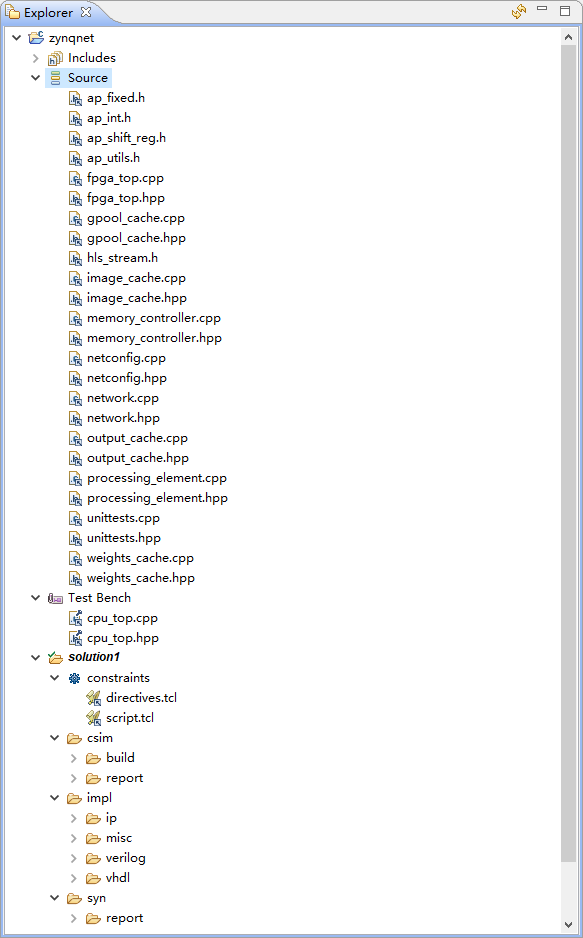 Explorer
zynqnet
Includes
Source
ap_fixed.h
ap_int.h
ap_shift_reg.h
ap_utils.h
fpga_top.cpp
fpga_top.hpp
gpool_cache.cpp
gpool_cache.hpp
hls_stream.h
image_cache.cpp
image_cache.hpp
memory_controller.cpp
memory_controller.hpp
netconfig.cpp
netconfig.hpp
network.cpp
network.hpp
output_cache.cpp
output_cache.hpp
processing_element.cpp
processing_element.hpp
unittests.cpp
unittests.hpp
weights_cache.cpp
weights_cache.hpp
Test Bench
cpu_top.cpp
cpu_top.hpp
solution1
constraints
directives.tcl
script.tcl
csim
build
report
impl
ip
misc
verilog
vhdl
syn
report